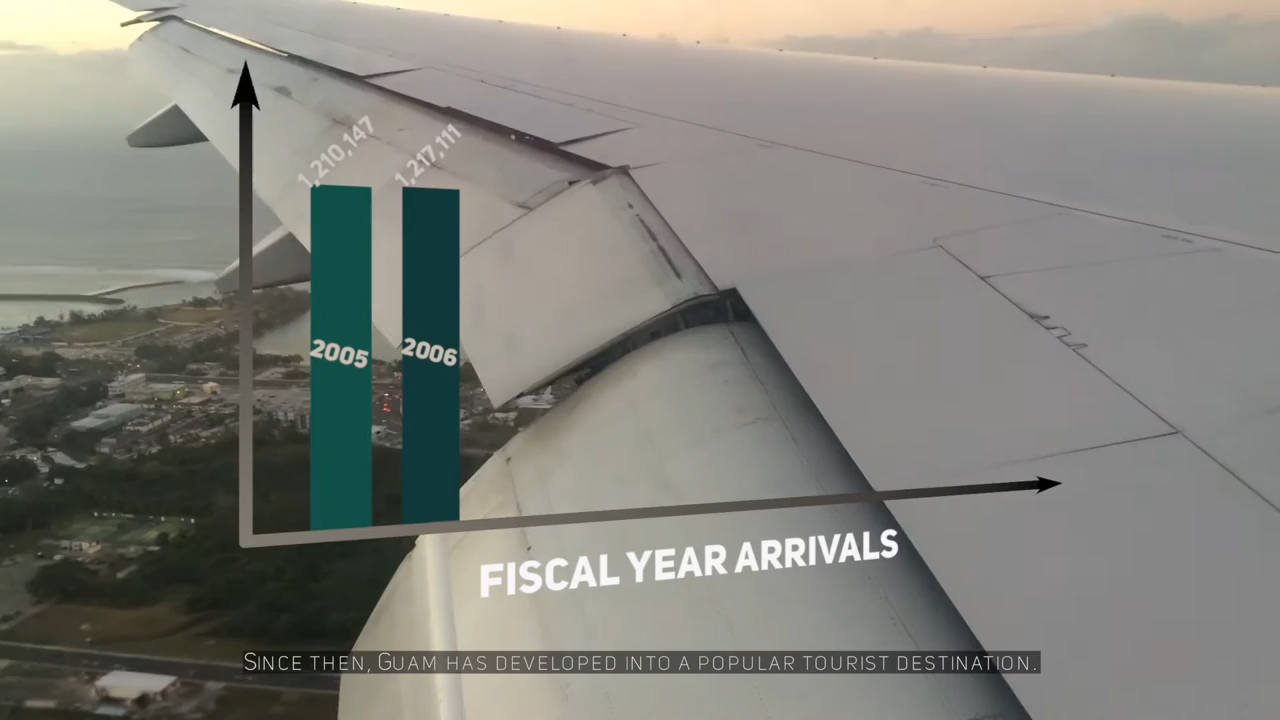 1,210,147
1,217,111
2005
2006
FISCAL YEAR ARRIVALS
SINCE THEN, GUAM HAS DEVELOPED INTO A POPULAR TOURIST DESTINATION.